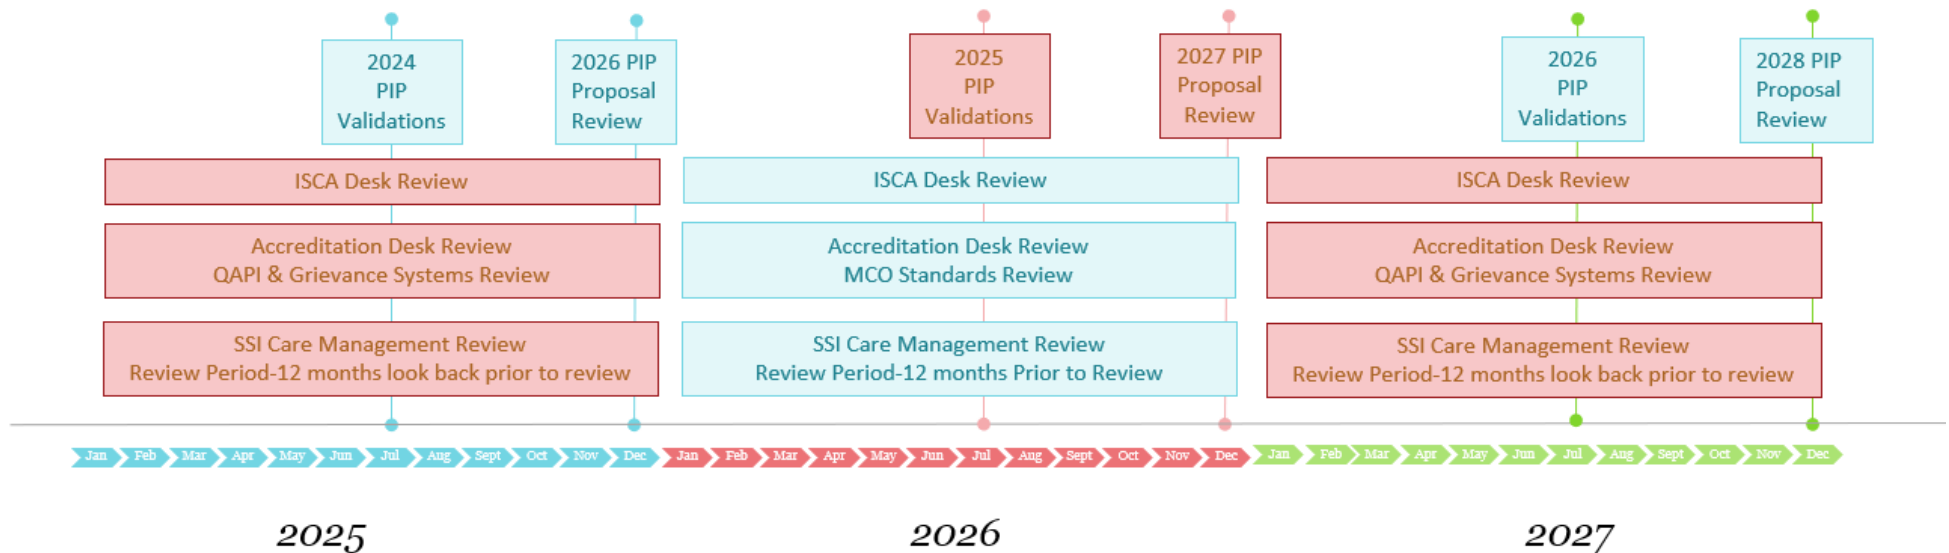 2024
PIP
Validations
2026 PIP
Proposal
Review
2025
PIP
Validations
2027 PIP
Proposal
Review
2026
PIP
Validations
2028 PIP
Proposal
Review
ISCA Desk Review
ISCA Desk Review
ISCA Desk Review
Accreditation Desk Review
QAPI & Grievance Systems Review
Accreditation Desk Review
MCO Standards Review
Accreditation Desk Review
QAPI & Grievance Systems Review
SSI Care Management Review
Review Period-12 months look back prior to review
SSI Care Management Review
Review Period-12 months Prior to Review
SSI Care Management Review
Review Period-12 months look back prior to review
Jan Feb Mar Apr May Jun Jul Aug Sept Oct Nov Dec Jan Feb Mar Apr May Jun Jul Aug Sept Oct Nov Dec Jan Feb Mar Apr May Jun Jul Aug Sept Oct Nov Dec
2025 2026 2027